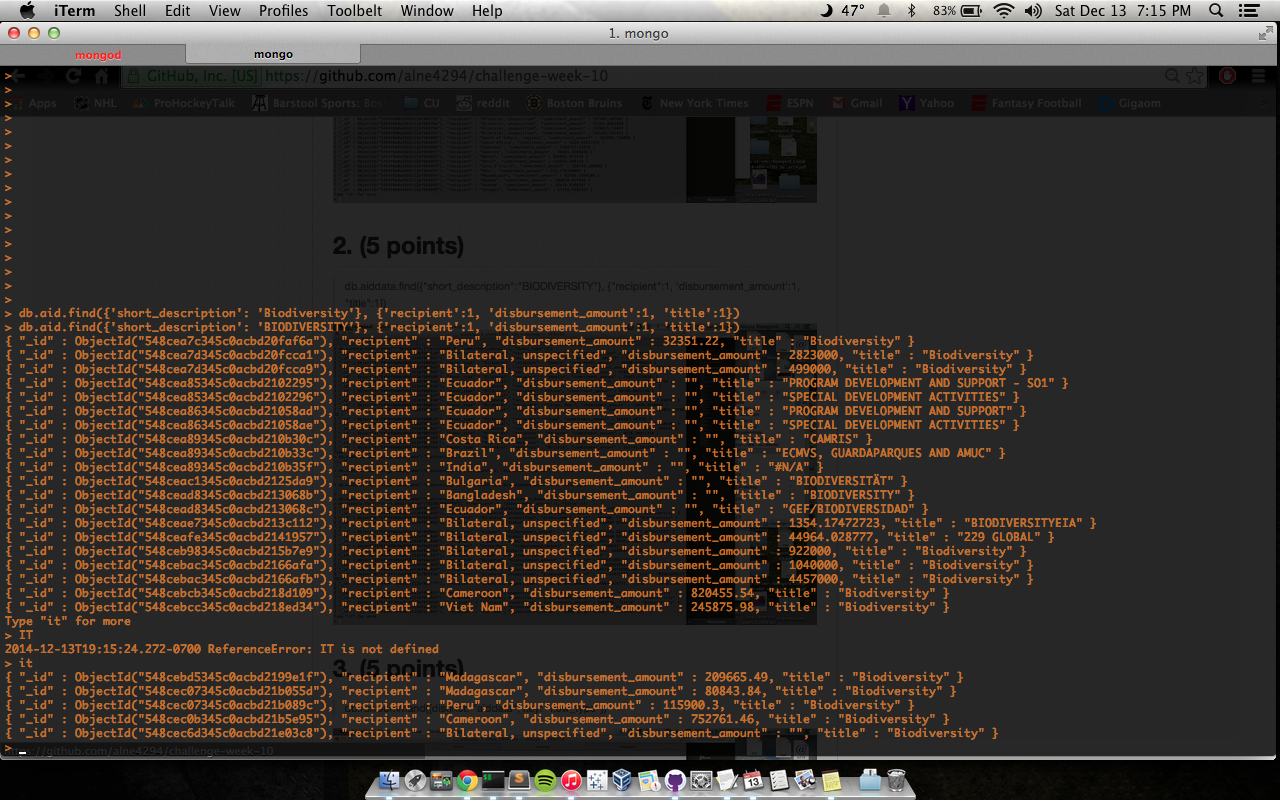 iTerm Shell Edit View Profiles Toolbelt Window Help 47° 83% Sat Dec 13 7:15 PM
1. mongo
mongod mongo
>
GitHub, Inc. [US] https://github.com/alne4294/challenge-week-10
>
>
Apps NHL ProHockeyTalk Barstool Sports: Bos CU reddit Boston Bruins New York Times ESPN Gmail Yahoo Fantasy Football Gigaom
>
>
>
>
>
>
>
>
>
2. (5 points)
>
>
>
>
db.aiddata.find({"short_description":"BIODIVERSITY"}, {"recipient":1, 'disbursement_amount':1,
>
"title":1})
> db.aid.find({'short_description': 'Biodiversity'}, {'recipient':1, 'disbursement_amount':1, 'title':1})
> db.aid.find({'short_description': 'BIODIVERSITY'}, {'recipient':1, 'disbursement_amount':1, 'title':1})
{ "_id" : ObjectId("548cea7c345c0acbd20faf6a"), "recipient" : "Peru", "disbursement_amount" : 32351.22, "title" : "Biodiversity" }
{ "_id" : ObjectId("548cea7d345c0acbd20fcca1"), "recipient" : "Bilateral, unspecified", "disbursement_amount" : 2823000, "title" : "Biodiversity" }
{ "_id" : ObjectId("548cea7d345c0acbd20fcca9"), "recipient" : "Bilateral, unspecified", "disbursement_amount" : 499000, "title" : "Biodiversity" }
{ "_id" : ObjectId("548cea85345c0acbd2102295"), "recipient" : "Ecuador", "disbursement_amount" : "", "title" : "PROGRAM DEVELOPMENT AND SUPPORT - SO1" }
{ "_id" : ObjectId("548cea85345c0acbd2102296"), "recipient" : "Ecuador", "disbursement_amount" : "", "title" : "SPECIAL DEVELOPMENT ACTIVITIES" }
{ "_id" : ObjectId("548cea86345c0acbd21058ad"), "recipient" : "Ecuador", "disbursement_amount" : "", "title" : "PROGRAM DEVELOPMENT AND SUPPORT" }
{ "_id" : ObjectId("548cea86345c0acbd21058ae"), "recipient" : "Ecuador", "disbursement_amount" : "", "title" : "SPECIAL DEVELOPMENT ACTIVITIES" }
{ "_id" : ObjectId("548cea89345c0acbd210b30c"), "recipient" : "Costa Rica", "disbursement_amount" : "", "title" : "CAMRIS" }
{ "_id" : ObjectId("548cea89345c0acbd210b33c"), "recipient" : "Brazil", "disbursement_amount" : "", "title" : "ECMVS, GUARDAPARQUES AND AMUC" }
{ "_id" : ObjectId("548cea89345c0acbd210b35f"), "recipient" : "India", "disbursement_amount" : "", "title" : "#N/A" }
{ "_id" : ObjectId("548ceac1345c0acbd2125da9"), "recipient" : "Bulgaria", "disbursement_amount" : "", "title" : "BIODIVERSITÄT" }
{ "_id" : ObjectId("548cead8345c0acbd213068b"), "recipient" : "Bangladesh", "disbursement_amount" : "", "title" : "BIODIVERSITY" }
{ "_id" : ObjectId("548cead8345c0acbd213068c"), "recipient" : "Ecuador", "disbursement_amount" : "", "title" : "GEF/BIODIVERSIDAD" }
{ "_id" : ObjectId("548ceae7345c0acbd213c112"), "recipient" : "Bilateral, unspecified", "disbursement_amount" : 1354.17472723, "title" : "BIODIVERSITYEIA" }
{ "_id" : ObjectId("548ceafe345c0acbd2141957"), "recipient" : "Bilateral, unspecified", "disbursement_amount" : 44964.028777, "title" : "229 GLOBAL" }
{ "_id" : ObjectId("548ceb98345c0acbd215b7e9"), "recipient" : "Bilateral, unspecified", "disbursement_amount" : 922000, "title" : "Biodiversity" }
{ "_id" : ObjectId("548cebac345c0acbd2166afa"), "recipient" : "Bilateral, unspecified", "disbursement_amount" : 1040000, "title" : "Biodiversity" }
{ "_id" : ObjectId("548cebac345c0acbd2166afb"), "recipient" : "Bilateral, unspecified", "disbursement_amount" : 4457000, "title" : "Biodiversity" }
{ "_id" : ObjectId("548cebcb345c0acbd218d109"), "recipient" : "Cameroon", "disbursement_amount" : 820455.54, "title" : "Biodiversity" }
{ "_id" : ObjectId("548cebcc345c0acbd218ed34"), "recipient" : "Viet Nam", "disbursement_amount" : 245875.98, "title" : "Biodiversity" }
Type "it" for more
> IT
2014-12-13T19:15:24.272-0700 ReferenceError: IT is not defined
> it
3. (5 points)
{ "_id" : ObjectId("548cebd5345c0acbd2199e1f"), "recipient" : "Madagascar", "disbursement_amount" : 209665.49, "title" : "Biodiversity" }
{ "_id" : ObjectId("548cec07345c0acbd21b055d"), "recipient" : "Madagascar", "disbursement_amount" : 80843.84, "title" : "Biodiversity" }
{ "_id" : ObjectId("548cec07345c0acbd21b089c"), "recipient" : "Peru", "disbursement_amount" : 115900.3, "title" : "Biodiversity" }
{ "_id" : ObjectId("548cec0b345c0acbd21b5e95"), "recipient" : "Cameroon", "disbursement_amount" : 752761.46, "title" : "Biodiversity" }
{ "_id" : ObjectId("548cec6d345c0acbd21e03c8"), "recipient" : "Bilateral, unspecified", "disbursement_amount" : "", "title" : "Biodiversity" }
>
https://github.com/alne4294/challenge-week-10